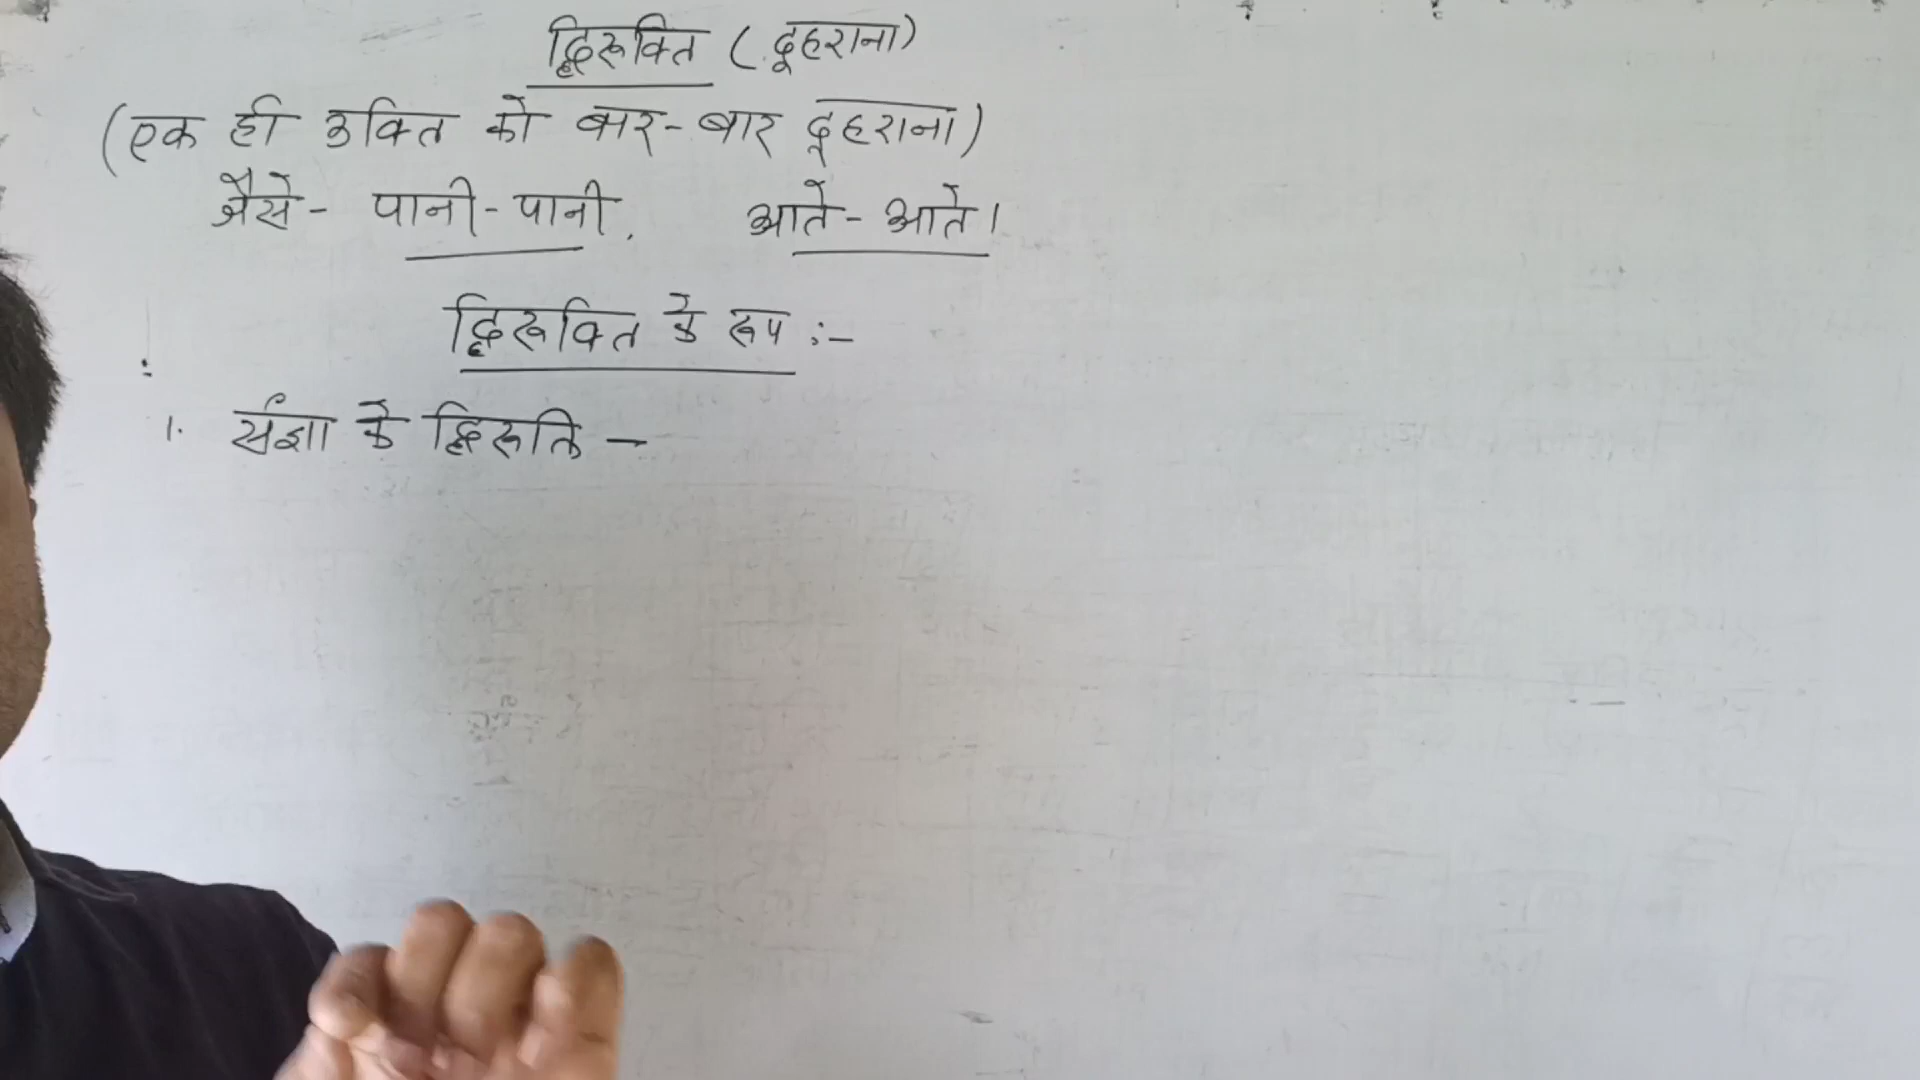 द्विरूक्ति (दूहराना)
(एक ही उक्ति को बार-बार दूहराना)
जैसे- पानी-पानी, आते-आते।
द्विरूक्ति के रूप :-
1. संज्ञा के द्विरूक्ति -